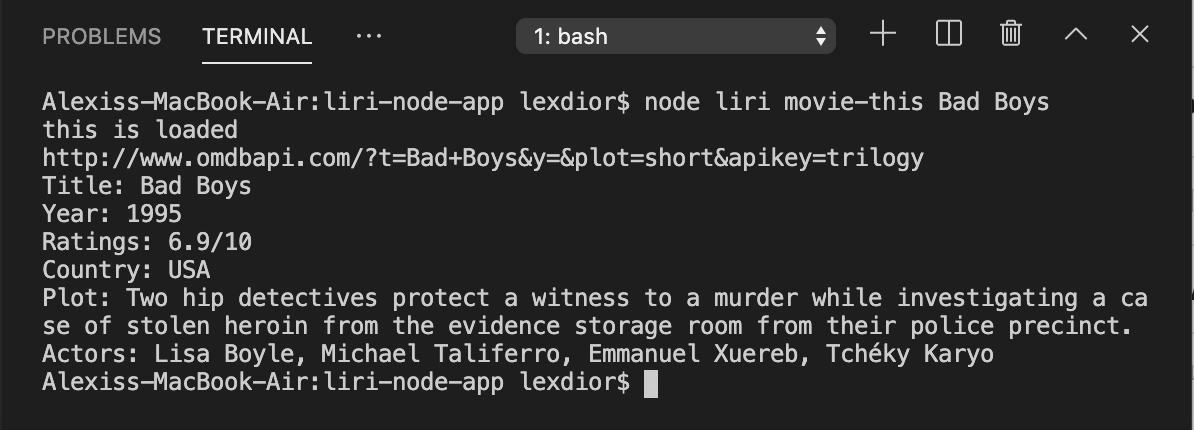 PROBLEMS TERMINAL ... 1: bash
Alexiss-MacBook-Air:liri-node-app lexdior$ node liri movie-this Bad Boys
this is loaded
http://www.omdbapi.com/?t=Bad+Boys&y=&plot=short&apikey=trilogy
Title: Bad Boys
Year: 1995
Ratings: 6.9/10
Country: USA
Plot: Two hip detectives protect a witness to a murder while investigating a ca
se of stolen heroin from the evidence storage room from their police precinct.
Actors: Lisa Boyle, Michael Taliferro, Emmanuel Xuereb, Tchéky Karyo
Alexiss-MacBook-Air:liri-node-app lexdior$